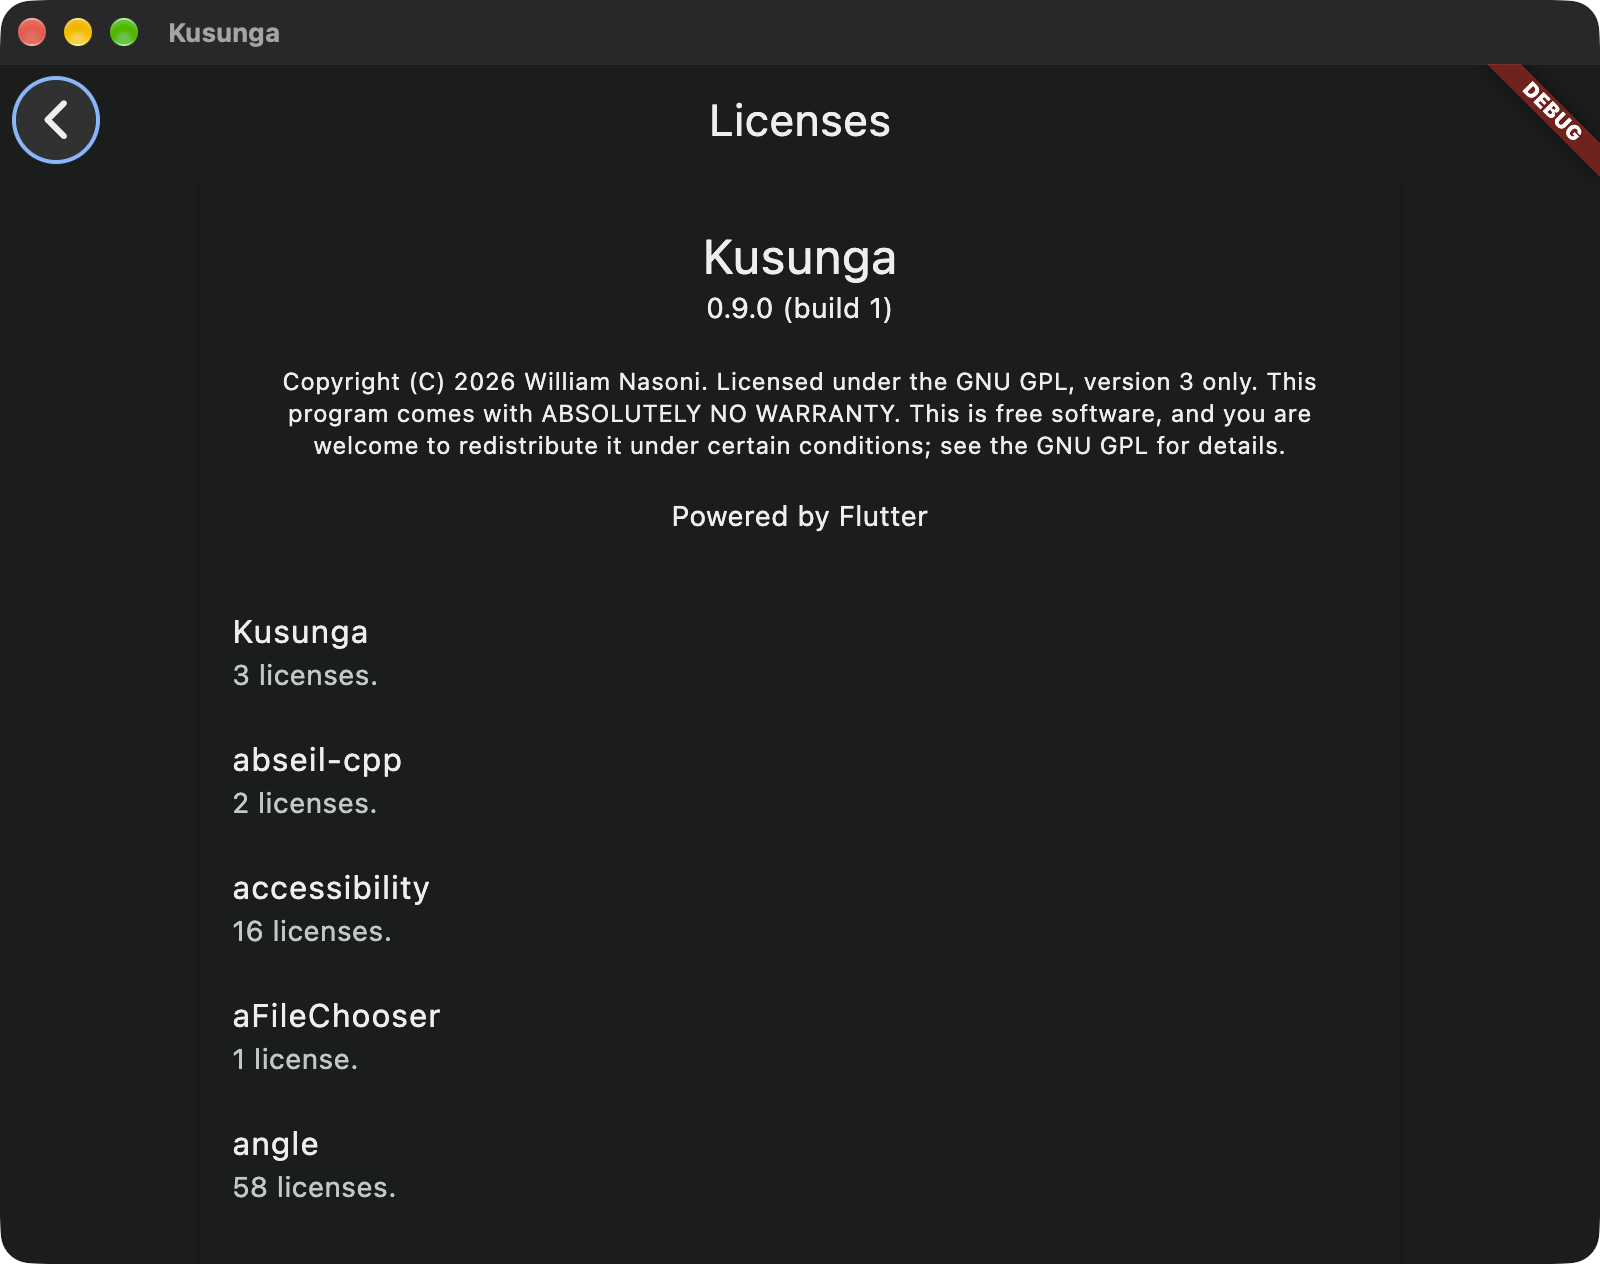 Kusunga
DEBUG
Licenses
Kusunga
0.9.0 (build 1)
Copyright (C) 2026 William Nasoni. Licensed under the GNU GPL, version 3 only. This
program comes with ABSOLUTELY NO WARRANTY. This is free software, and you are
welcome to redistribute it under certain conditions; see the GNU GPL for details.
Powered by Flutter
Kusunga
3 licenses.
abseil-cpp
2 licenses.
accessibility
16 licenses.
aFileChooser
1 license.
angle
58 licenses.